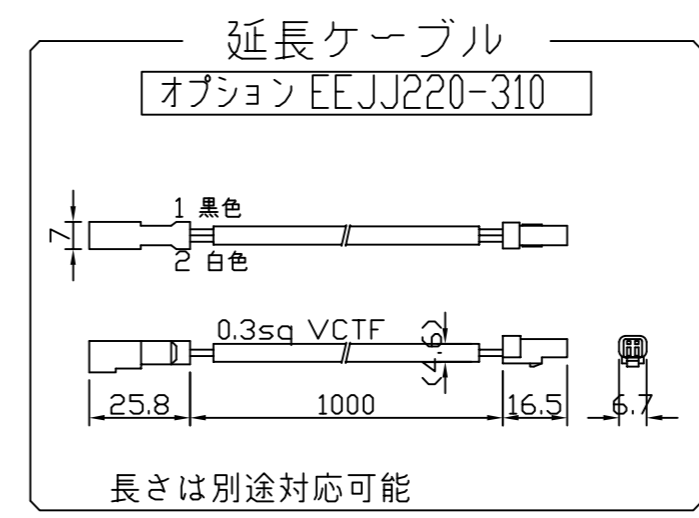 延長ケーブル
オプション EEJJ220-310
1 黒色
7
2 白色
0.3sq VCTF
(4.6)
25.8
1000
16.5
6.7
長さは別途対応可能